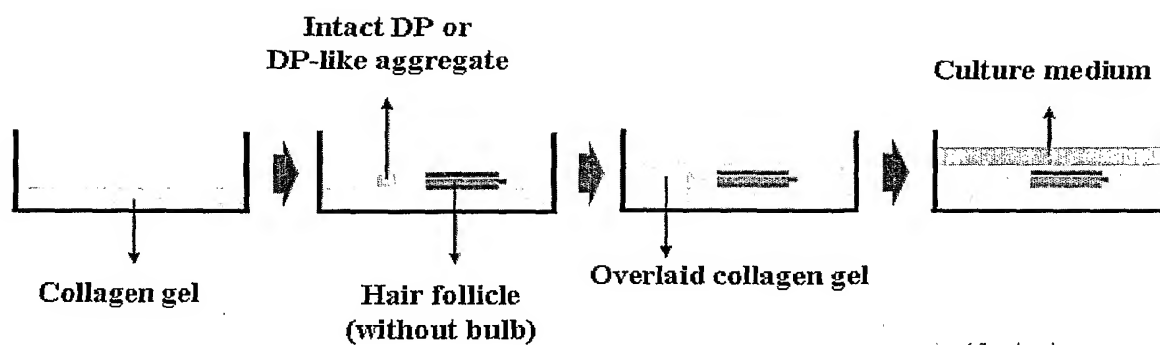 Intact DP or
DP-like aggregate
Culture medium
Collagen gel
Hair follicle
(without bulb)
Overlaid collagen gel